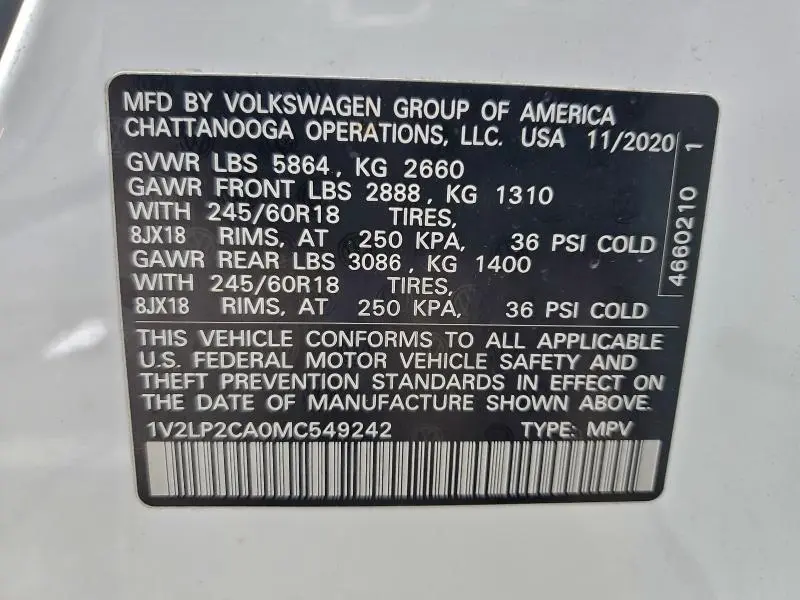 MFD BY VOLKSWAGEN GROUP OF AMERICA
CHATTANOOGA OPERATIONS, LLC. USA 11/2020
GVWR LBS 5864, KG 2660
GAWR FRONT LBS 2888, KG 1310
WITH 245/60R18 TIRES,
8JX18 RIMS, AT 250 KPA, 36 PSI COLD
GAWR REAR LBS 3086, KG 1400
WITH 245/60R18 TIRES,
8JX18 RIMS, AT 250 KPA, 36 PSI COLD
THIS VEHICLE CONFORMS TO ALL APPLICABLE
U.S. FEDERAL MOTOR VEHICLE SAFETY AND
THEFT PREVENTION STANDARDS IN EFFECT ON
THE DATE OF MANUFACTURE SHOWN ABOVE.
1V2LP2CA0MC549242 TYPE: MPV
4660210 1